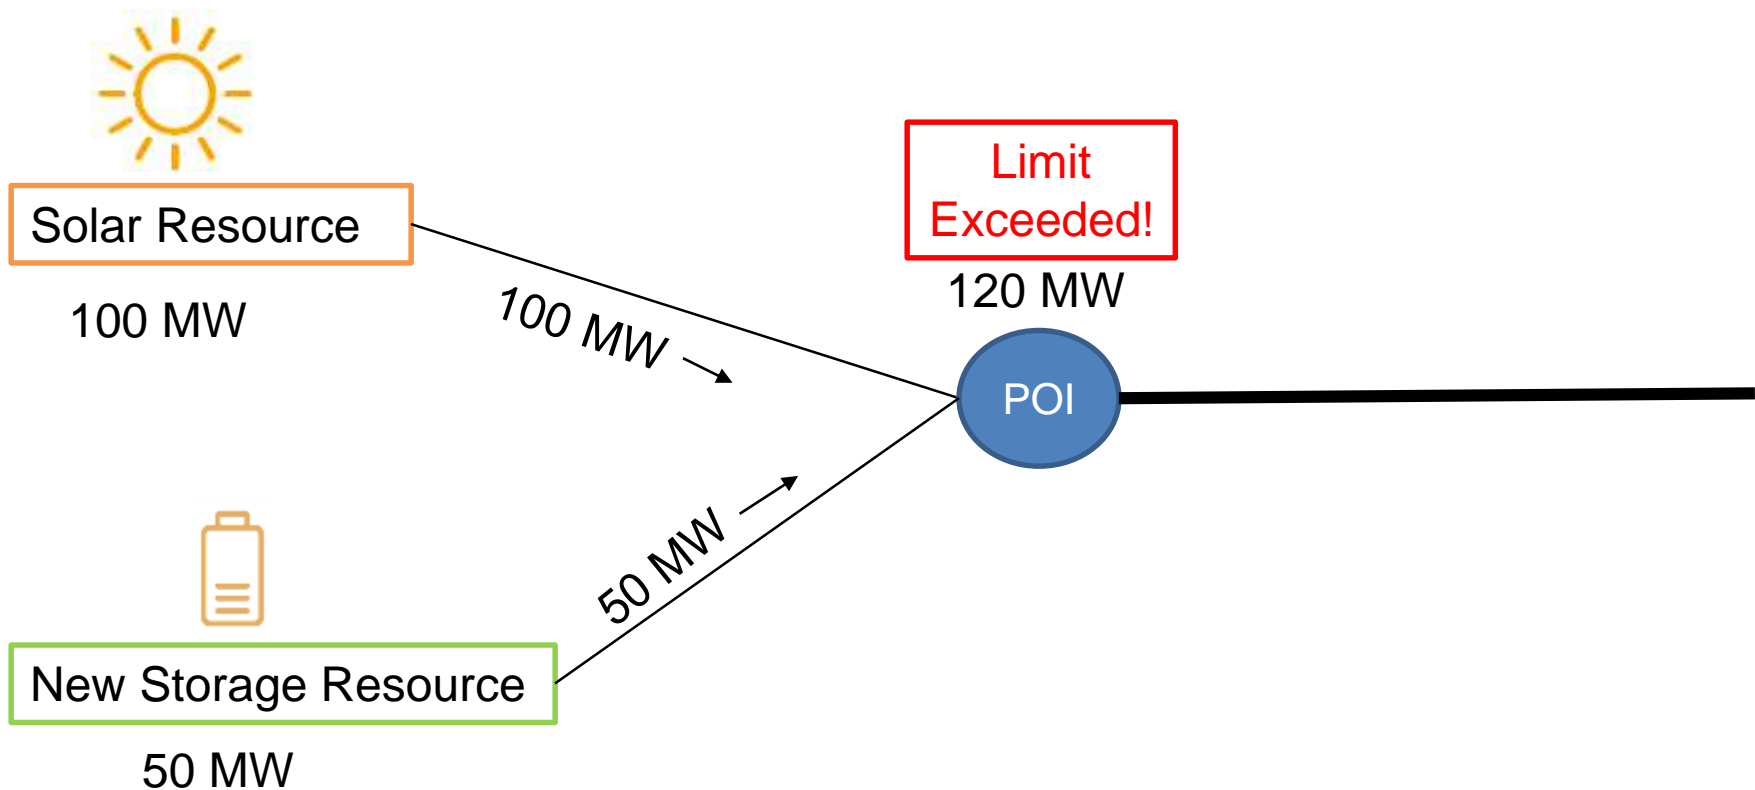 Solar Resource
100 MW
100 MW
Limit
Exceeded!
120 MW
POI
50 MW
New Storage Resource
50 MW